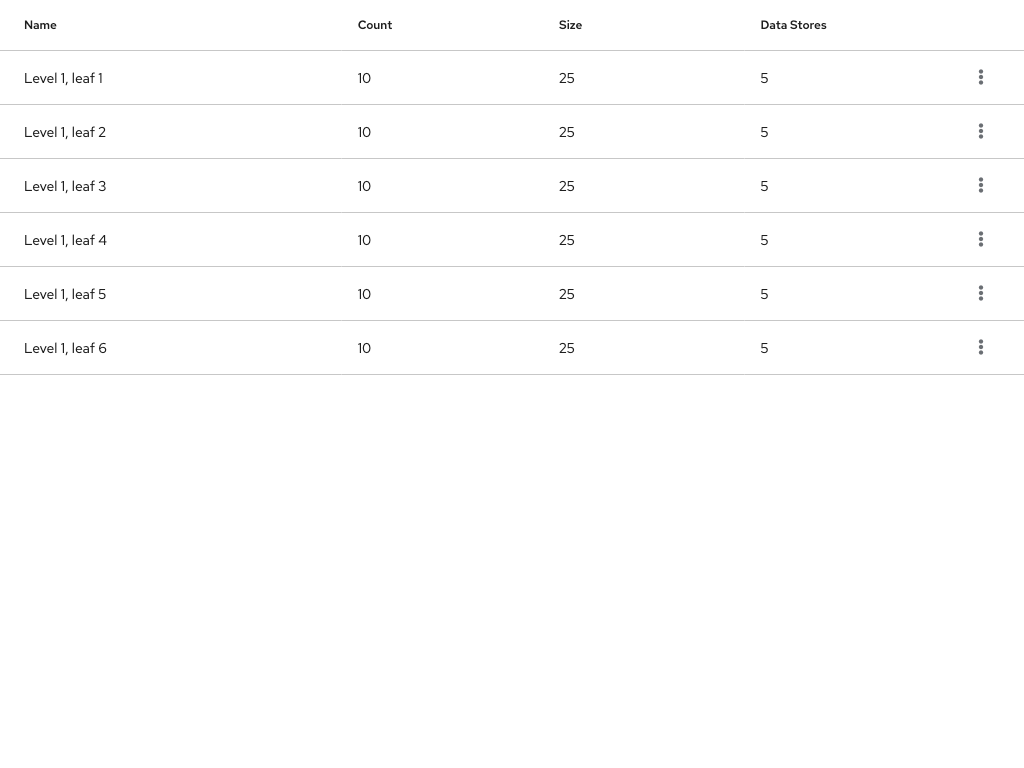 Name Count Size Data Stores
Level 1, leaf 1 10 25 5
Level 1, leaf 2 10 25 5
Level 1, leaf 3 10 25 5
Level 1, leaf 4 10 25 5
Level 1, leaf 5 10 25 5
Level 1, leaf 6 10 25 5